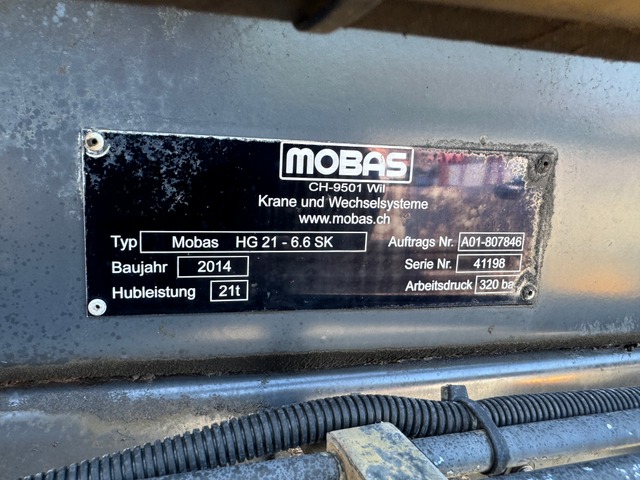 MOBAS
CH-9501 Wil
Krane und Wechselsysteme
www.mobas.ch
Typ Mobas HG 21 - 6.6 SK Auftrags Nr. A01-807846
Baujahr 2014 Serie Nr. 41198
Hubleistung 21t Arbeitsdruck 320 ba